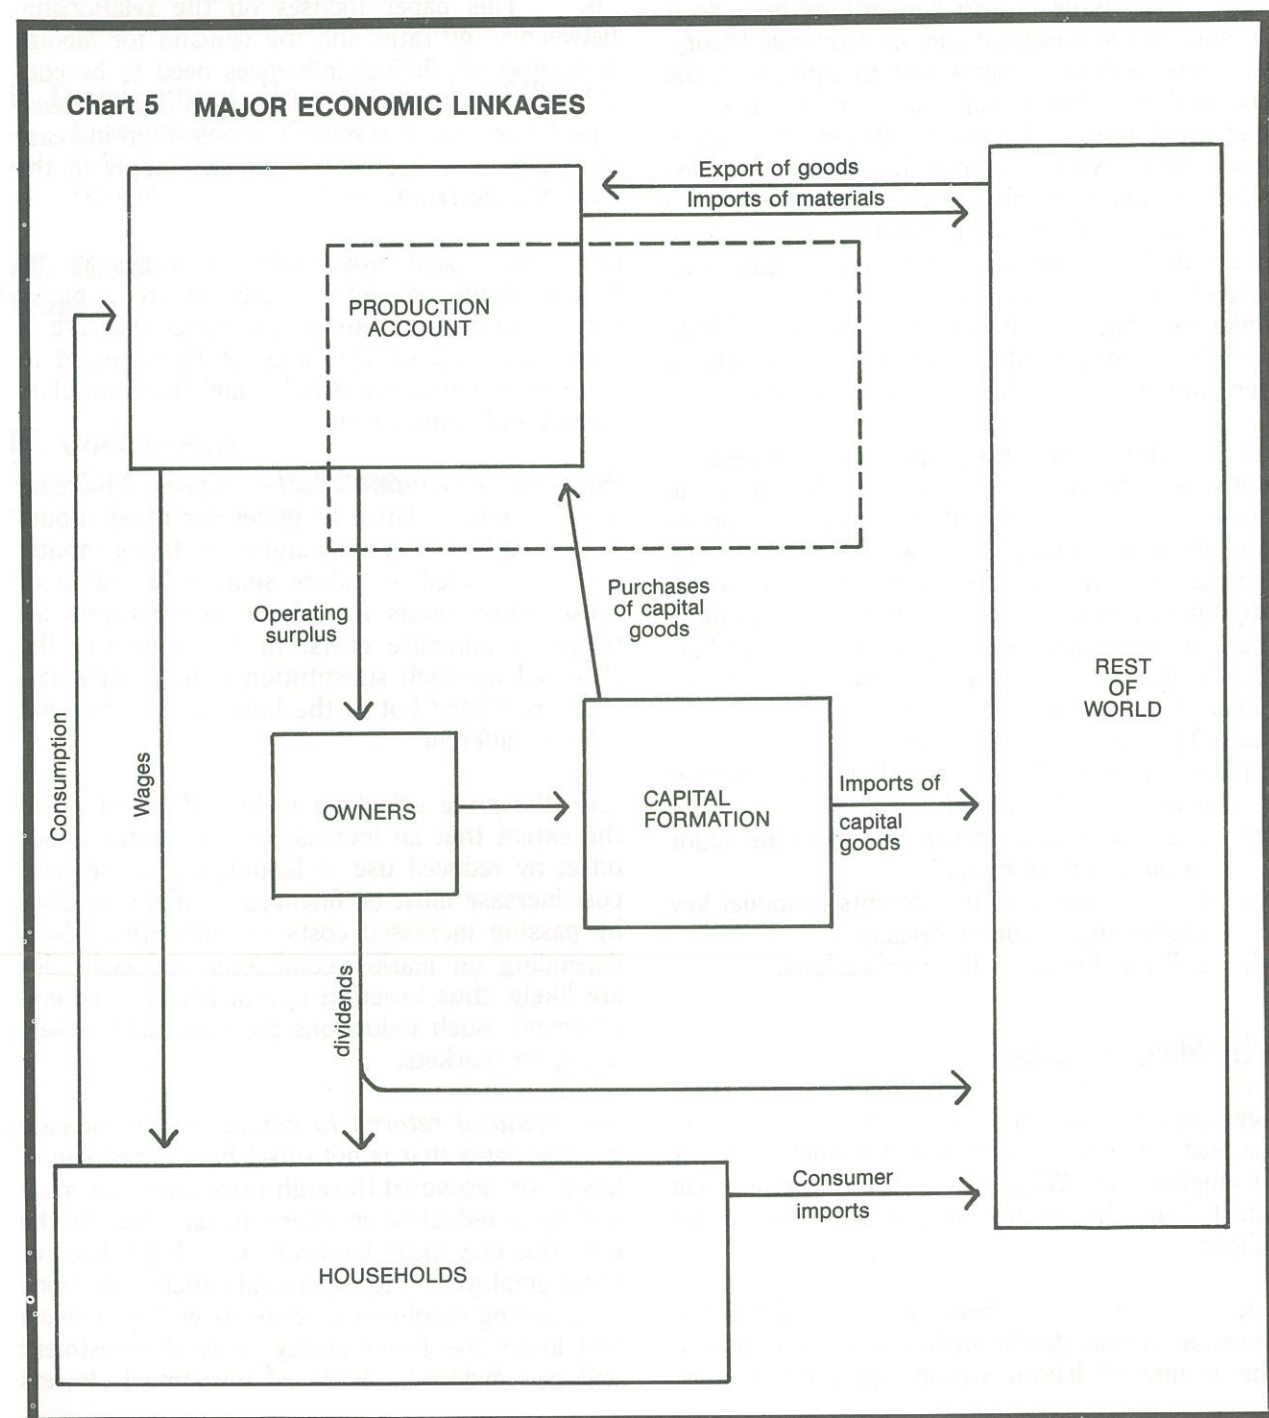 Chart 5 MAJOR ECONOMIC LINKAGES
Export of goods
Imports of materials
PRODUCTION
ACCOUNT
Operating
surplus
Purchases
of capital
goods
REST
OF
WORLD
Consumption
Wages
OWNERS
CAPITAL
FORMATION
Imports of
capital
goods
dividends
Consumer
imports
HOUSEHOLDS